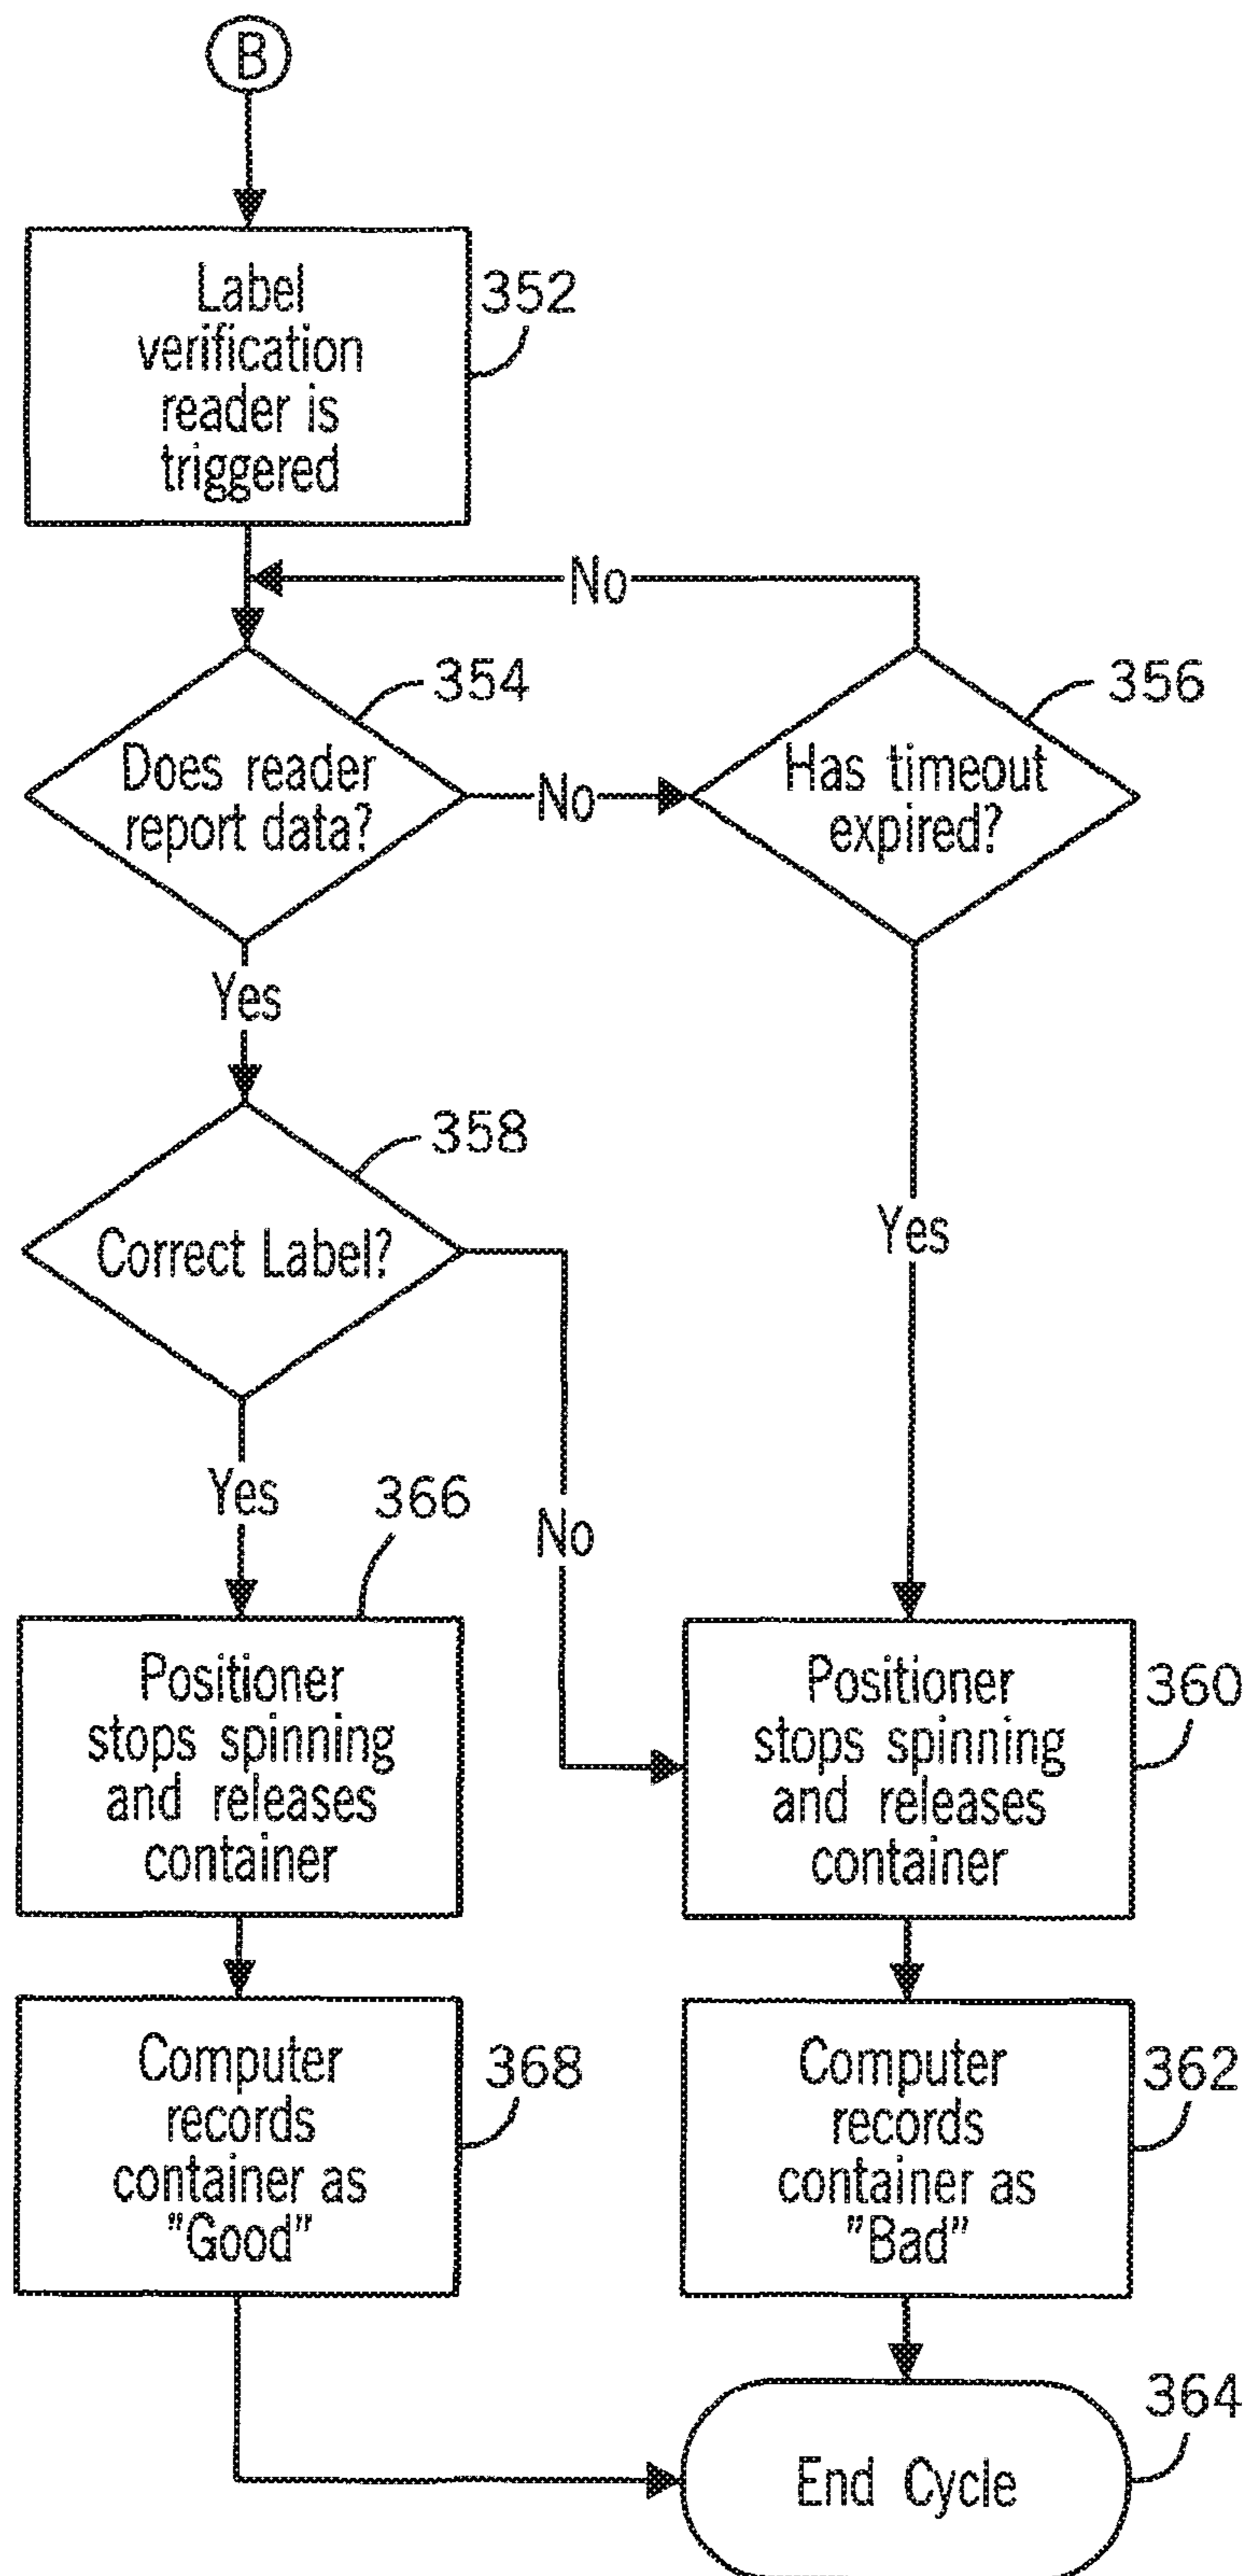 B
Label
verification
reader is
triggered
352
No
354
356
Does reader
report data?
No
Has timeout
expired?
Yes
358
Correct Label?
Yes
Yes
366
No
Positioner
stops spinning
and releases
container
Positioner
stops spinning
and releases
container
360
Computer
records
container as
"Good"
368
Computer
records
container as
"Bad"
362
364
End Cycle